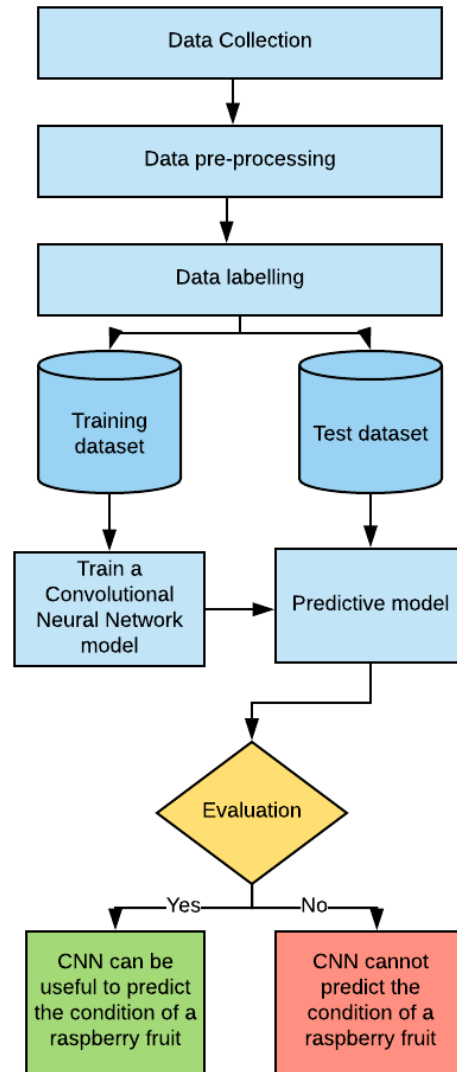 Data Collection
Data pre-processing
Data labelling
Training
dataset
Test dataset
Train a
Convolutional
Neural Network
model
Predictive model
Evaluation
Yes
No
CNN can be
useful to predict
the condition of a
raspberry fruit
CNN cannot
predict the
condition of a
raspberry fruit